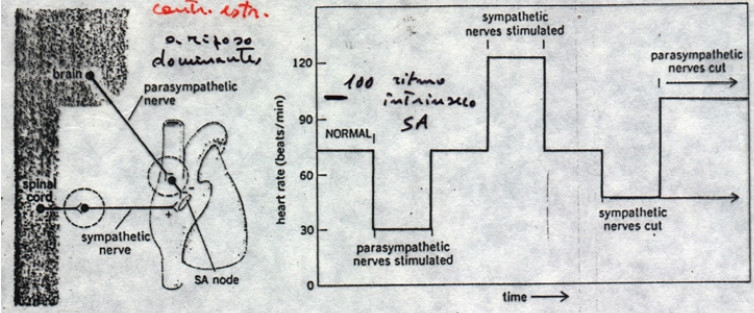 contr. estr.
a riposo
dominante
brain
parasympathetic
nerve
spinal
cord
sympathetic
nerve
SA node
heart rate (beats/min)
120
90
60
30
0
100 ritmo
intrinseco
SA
NORMAL
parasympathetic
nerves stimulated
sympathetic
nerves stimulated
sympathetic
nerves cut
parasympathetic
nerves cut
time